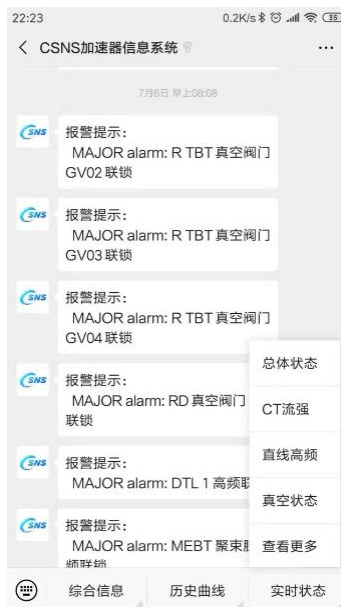 22:23
0.2K/s
35
CSNS加速器信息系统
7月6日 早上08:08
SNS
报警提示：
MAJOR alarm: R TBT 真空阀门
GV02 联锁
SNS
报警提示：
MAJOR alarm: R TBT 真空阀门
GV03 联锁
SNS
报警提示：
MAJOR alarm: R TBT 真空阀门
GV04 联锁
SNS
报警提示：
MAJOR alarm: RD 真空阀门
联锁
SNS
报警提示：
MAJOR alarm: DTL 1 高频联
SNS
报警提示：
MAJOR alarm: MEBT 聚束
频联锁
总体状态
CT流强
直线高频
真空状态
查看更多
综合信息
历史曲线
实时状态